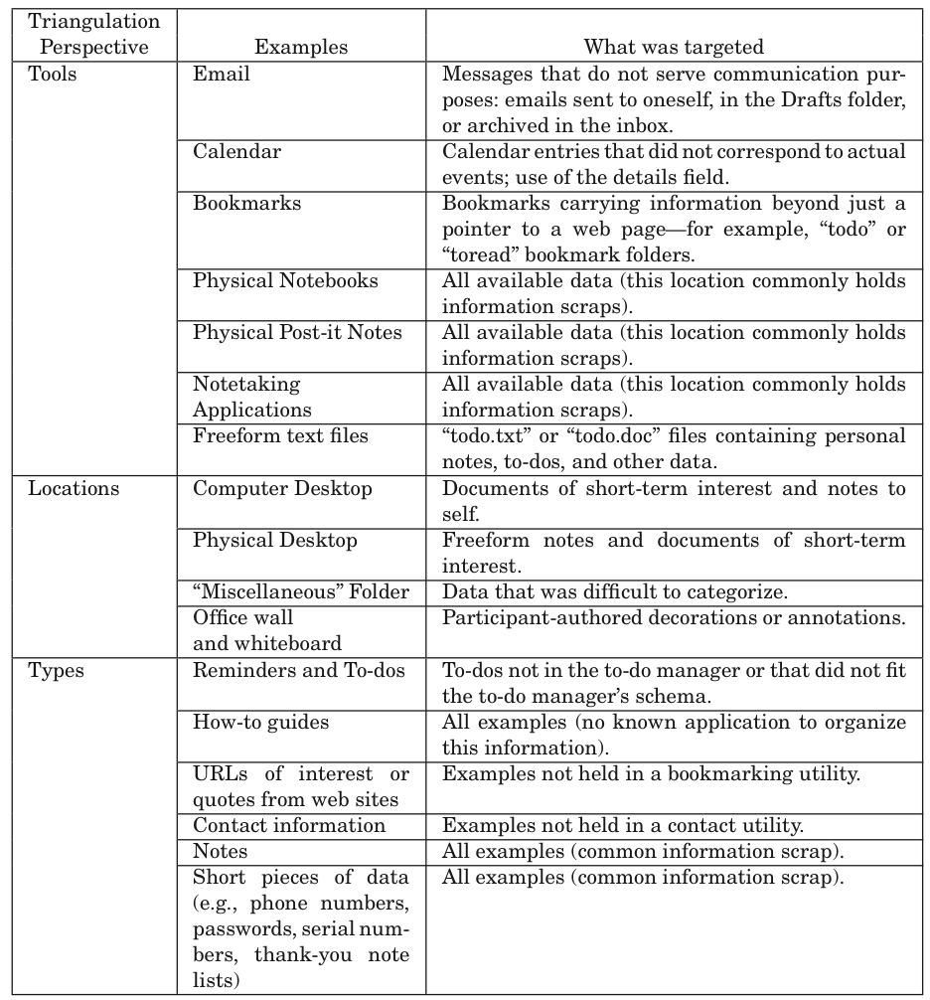 Triangulation
Perspective Examples What was targeted
Tools Email Messages that do not serve communication pur-
poses: emails sent to oneself, in the Drafts folder,
or archived in the inbox.
Calendar Calendar entries that did not correspond to actual
events; use of the details field.
Bookmarks Bookmarks carrying information beyond just a
pointer to a web page—for example, “todo” or
“toread” bookmark folders.
Physical Notebooks All available data (this location commonly holds
information scraps).
Physical Post-it Notes All available data (this location commonly holds
information scraps).
Notetaking All available data (this location commonly holds
Applications information scraps).
Freeform text files “todo.txt” or “todo.doc” files containing personal
notes, to-dos, and other data.
Locations Computer Desktop Documents of short-term interest and notes to
self.
Physical Desktop Freeform notes and documents of short-term
interest.
“Miscellaneous” Folder Data that was difficult to categorize.
Office wall Participant-authored decorations or annotations.
and whiteboard
Types Reminders and To-dos To-dos not in the to-do manager or that did not fit
the to-do manager’s schema.
How-to guides All examples (no known application to organize
this information).
URLs of interest or Examples not held in a bookmarking utility.
quotes from web sites
Contact information Examples not held in a contact utility.
Notes All examples (common information scrap).
Short pieces of data All examples (common information scrap).
(e.g., phone numbers,
passwords, serial num-
bers, thank-you note
lists)